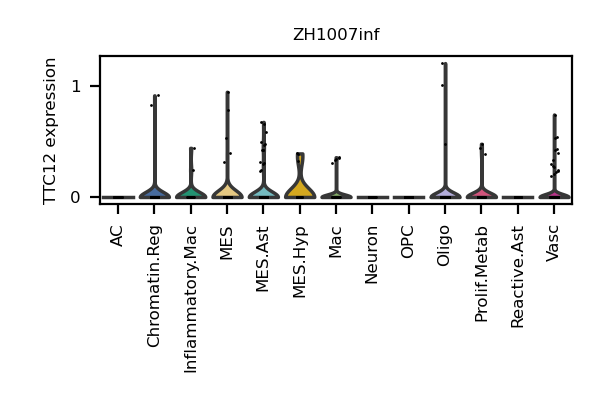 ZH1007inf
TTC12 expression
1
0
AC
Chromatin.Reg
Inflammatory.Mac
MES
MES.Ast
MES.Hyp
Mac
Neuron
OPC
Oligo
Prolif.Metab
Reactive.Ast
Vasc